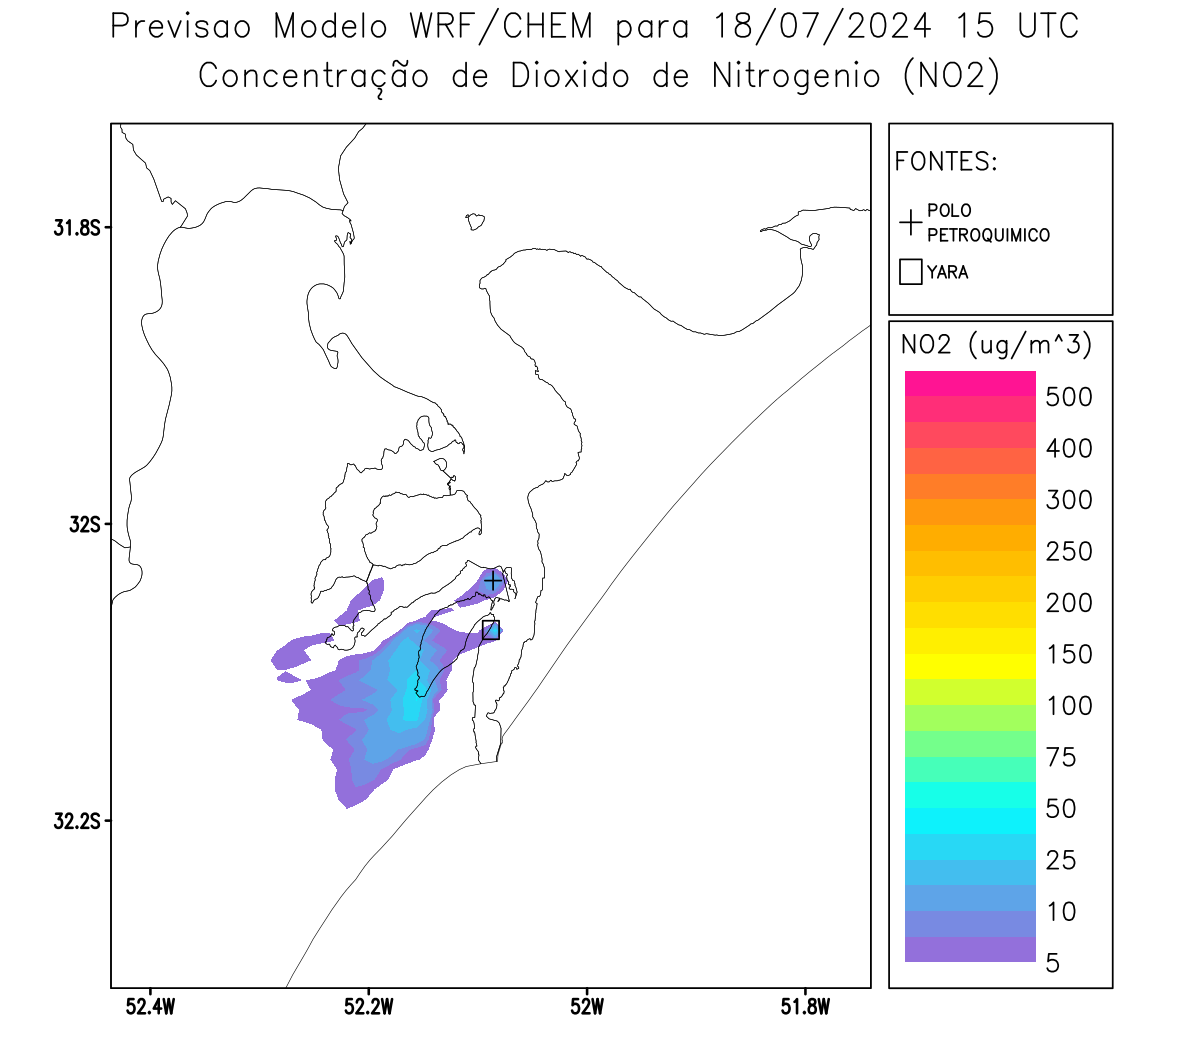 Previsao Modelo WRF/CHEM para 18/07/2024 15 UTC
Concentração de Dioxido de Nitrogenio (NO2)
FONTES:
POLO
PETROQUIMICO
YARA
NO2 (ug/m^3)
500
400
300
250
200
150
100
75
50
25
10
5
31.8S
32S
32.2S
52.4W
52.2W
52W
51.8W